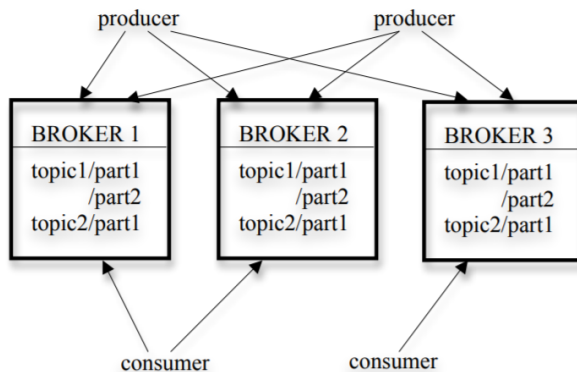 producer producer
BROKER 1
topic1/part1
/part2
topic2/part1
BROKER 2
topic1/part1
/part2
topic2/part1
BROKER 3
topic1/part1
/part2
topic2/part1
consumer consumer